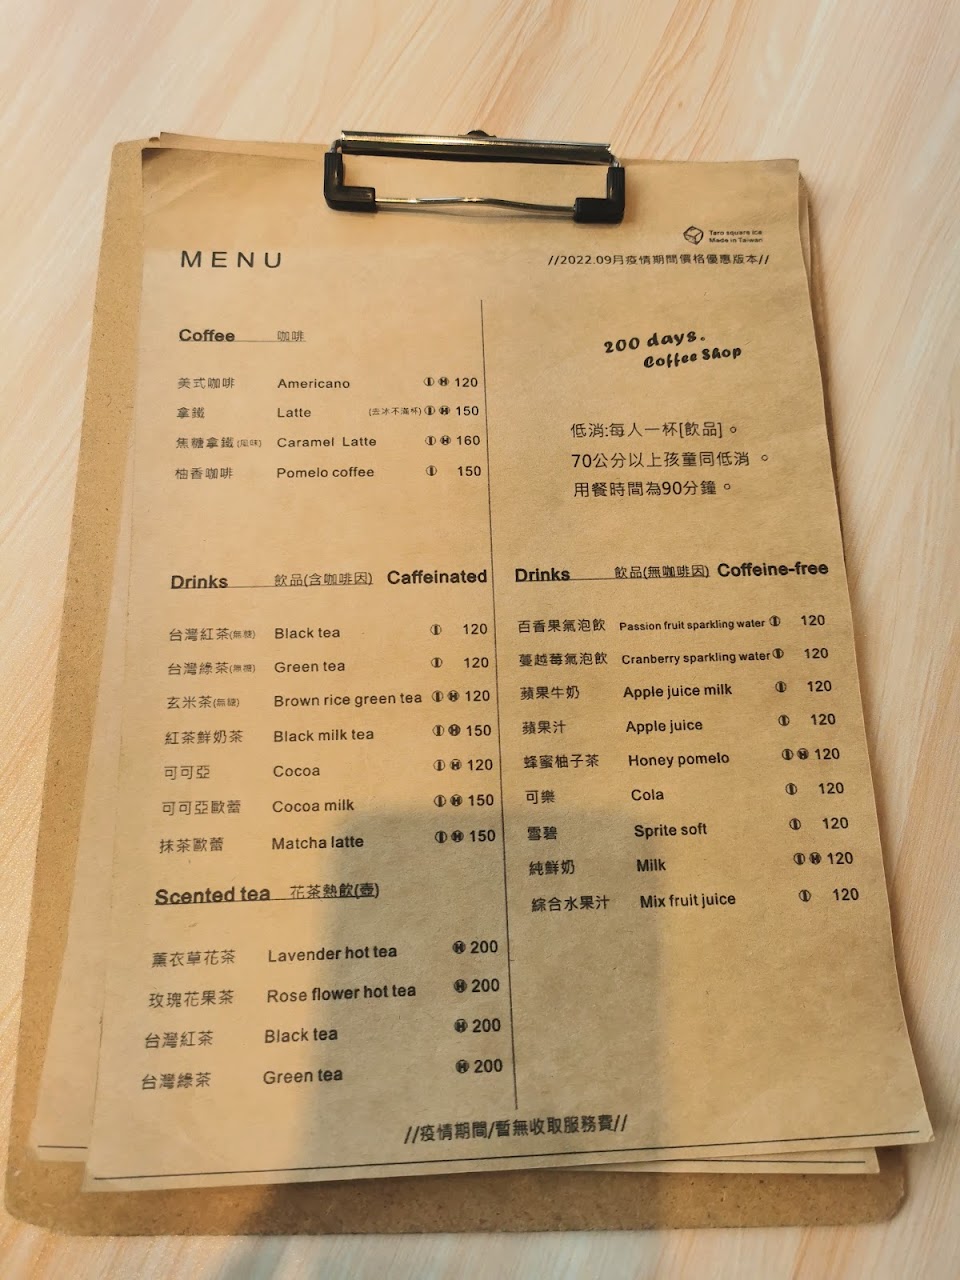 Taro square ice
Made in Taiwan
MENU
//2022.09月疫情期間價格優惠版本//
Coffee 咖啡
美式咖啡 Americano Ⓘ Ⓗ 120
拿鐵 Latte (去冰不滿杯) Ⓘ Ⓗ 150
焦糖拿鐵(風味) Caramel Latte Ⓘ Ⓗ 160
柚香咖啡 Pomelo coffee Ⓘ 150
200 days.
Coffee Shop
低消:每人一杯[飲品]。
70公分以上孩童同低消 。
用餐時間為90分鐘。
Drinks 飲品(含咖啡因) Caffeinated
台灣紅茶(無糖) Black tea Ⓘ 120
台灣綠茶(無糖) Green tea Ⓘ 120
玄米茶(無糖) Brown rice green tea Ⓘ Ⓗ 120
紅茶鮮奶茶 Black milk tea Ⓘ Ⓗ 150
可可亞 Cocoa Ⓘ Ⓗ 120
可可亞歐蕾 Cocoa milk Ⓘ Ⓗ 150
抹茶歐蕾 Matcha latte Ⓘ Ⓗ 150
Scented tea 花茶熱飲(壺)
薰衣草花茶 Lavender hot tea Ⓗ 200
玫瑰花果茶 Rose flower hot tea Ⓗ 200
台灣紅茶 Black tea Ⓗ 200
台灣綠茶 Green tea Ⓗ 200
Drinks 飲品(無咖啡因) Coffeine-free
百香果氣泡飲 Passion fruit sparkling water Ⓘ 120
蔓越莓氣泡飲 Cranberry sparkling water Ⓘ 120
蘋果牛奶 Apple juice milk Ⓘ 120
蘋果汁 Apple juice Ⓘ 120
蜂蜜柚子茶 Honey pomelo Ⓘ Ⓗ 120
可樂 Cola Ⓘ 120
雪碧 Sprite soft Ⓘ 120
純鮮奶 Milk Ⓘ Ⓗ 120
綜合水果汁 Mix fruit juice Ⓘ 120
//疫情期間/暫無收取服務費//